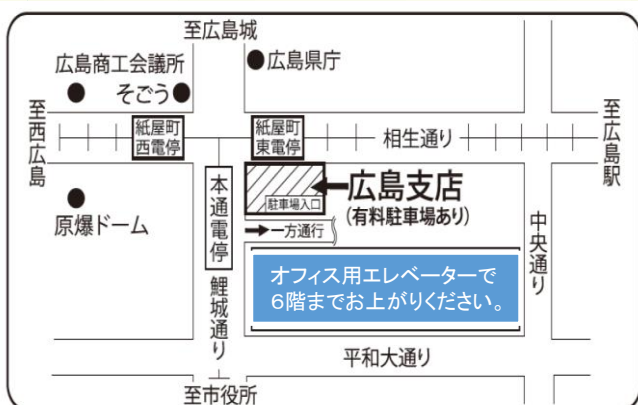 至広島城
広島商工会議所
●広島県庁
そごう●
至西広島
紙屋町
西電停
紙屋町
東電停
相生通り
至広島駅
原爆ドーム
本通電停
駐車場入口
広島支店
(有料駐車場あり)
一方通行
中央通り
鯉城通り
オフィス用エレベーターで
6階までお上がりください。
平和大通り
至市役所